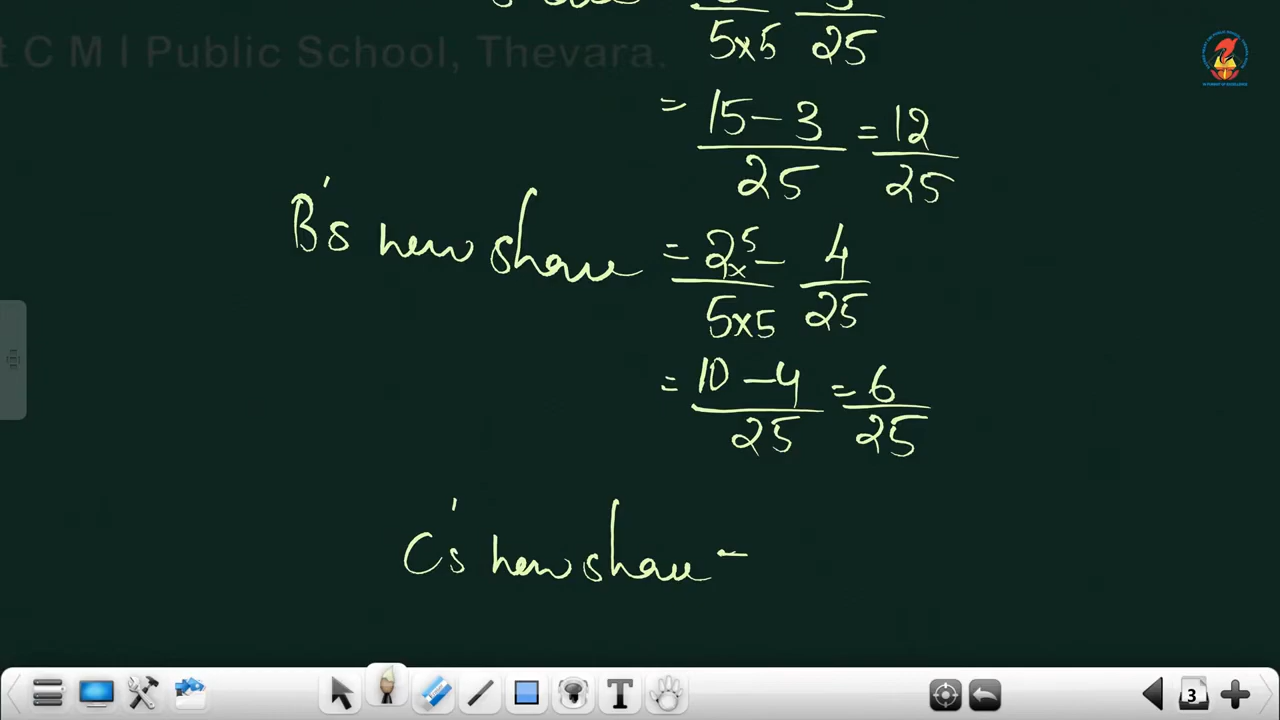 t C M I Public School, Thevara.
5x5 25
= 15 - 3 / 25 = 12 / 25
B's new share = 2x5 / 5x5 - 4 / 25
= 10 - 4 / 25 = 6 / 25
C's new share =
T
3